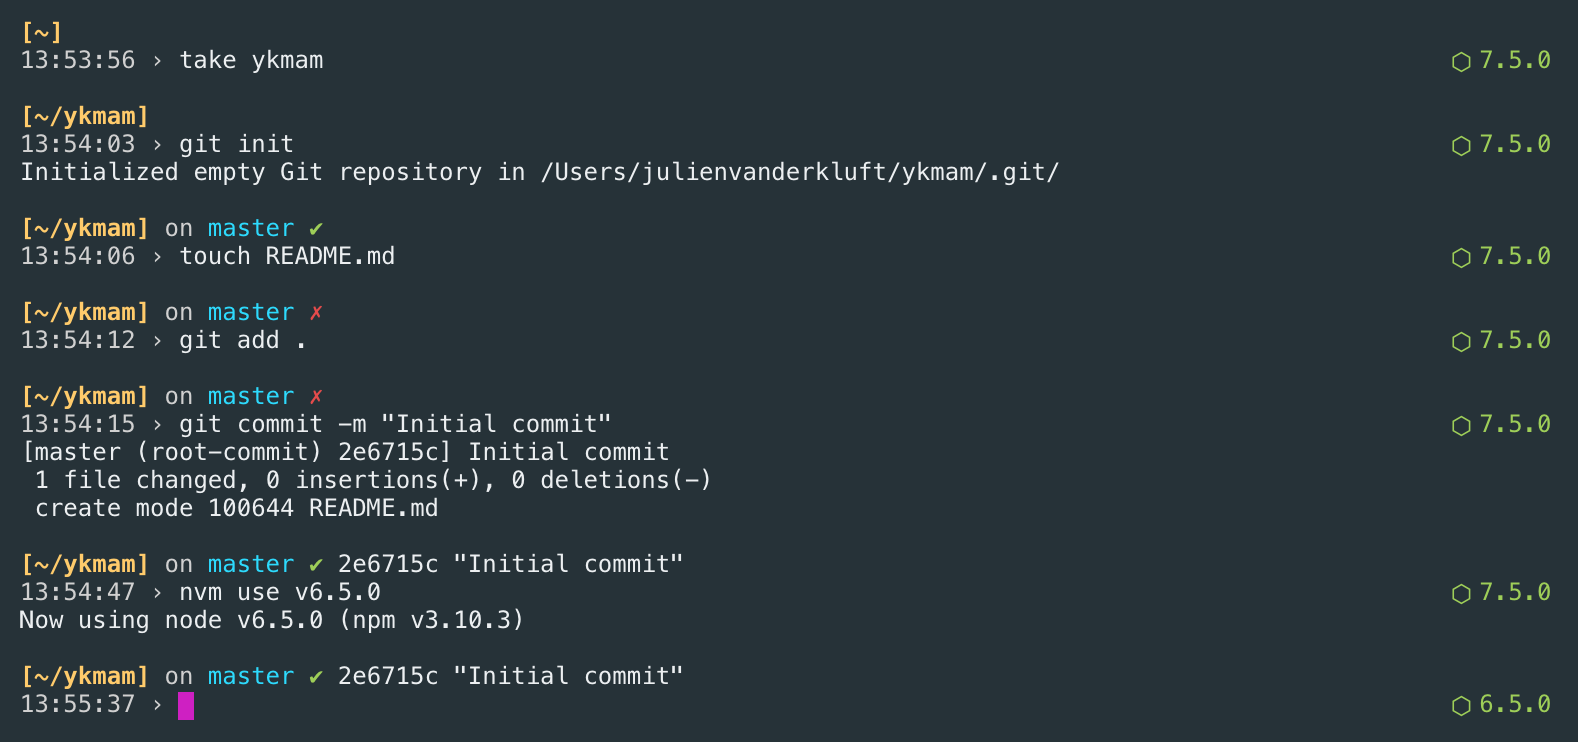 [~]
13:53:56 › take ykmam ⬡ 7.5.0
[~/ykmam]
13:54:03 › git init ⬡ 7.5.0
Initialized empty Git repository in /Users/julienvanderkluft/ykmam/.git/
[~/ykmam] on master ✔
13:54:06 › touch README.md ⬡ 7.5.0
[~/ykmam] on master ✗
13:54:12 › git add . ⬡ 7.5.0
[~/ykmam] on master ✗
13:54:15 › git commit -m "Initial commit" ⬡ 7.5.0
[master (root-commit) 2e6715c] Initial commit
 1 file changed, 0 insertions(+), 0 deletions(-)
 create mode 100644 README.md
[~/ykmam] on master ✔ 2e6715c "Initial commit"
13:54:47 › nvm use v6.5.0 ⬡ 7.5.0
Now using node v6.5.0 (npm v3.10.3)
[~/ykmam] on master ✔ 2e6715c "Initial commit"
13:55:37 › ⬡ 6.5.0